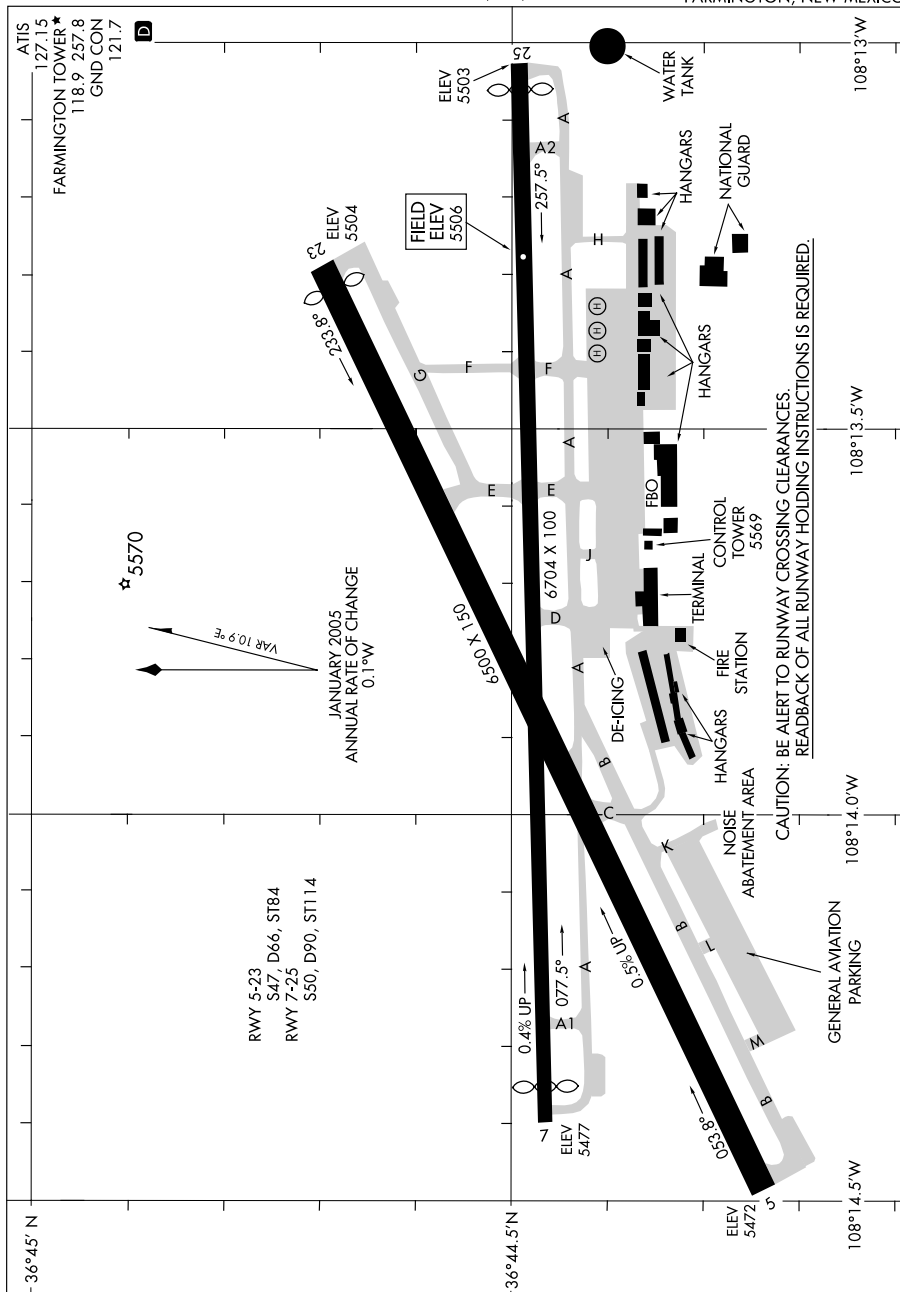 FARMINGTON, NEW MEXICO
ATIS
127.15
FARMINGTON TOWER★
118.9 257.8
GND CON
121.7
D
36°45' N
36°44.5'N
108°13'W
108°13.5'W
108°14.0'W
108°14.5'W
5570
VAR 10.9° E
JANUARY 2005
ANNUAL RATE OF CHANGE
0.1°W
RWY 5-23
S47, D66, ST84
RWY 7-25
S50, D90, ST114
ELEV
5504
23
233.8°
FIELD
ELEV
5506
ELEV
5503
25
257.5°
WATER
TANK
A
A2
H
A
G
F
F
H
H
H
A
E
E
J
D
A
6500 X 150
6704 X 100
HANGARS
NATIONAL
GUARD
HANGARS
FBO
CONTROL
TOWER
5569
TERMINAL
FIRE
STATION
DE-ICING
HANGARS
B
C
K
NOISE
ABATEMENT AREA
B
L
GENERAL AVIATION
PARKING
M
B
0.4% UP
077.5°
A
A1
7
ELEV
5477
0.5% UP
053.8°
5
ELEV
5472
CAUTION: BE ALERT TO RUNWAY CROSSING CLEARANCES.
READBACK OF ALL RUNWAY HOLDING INSTRUCTIONS IS REQUIRED.